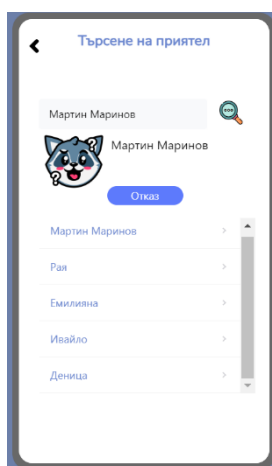 Търсене на приятел
Мартин Маринов
Мартин Маринов
Отказ
Мартин Маринов
Рая
Емилияна
Ивайло
Деница